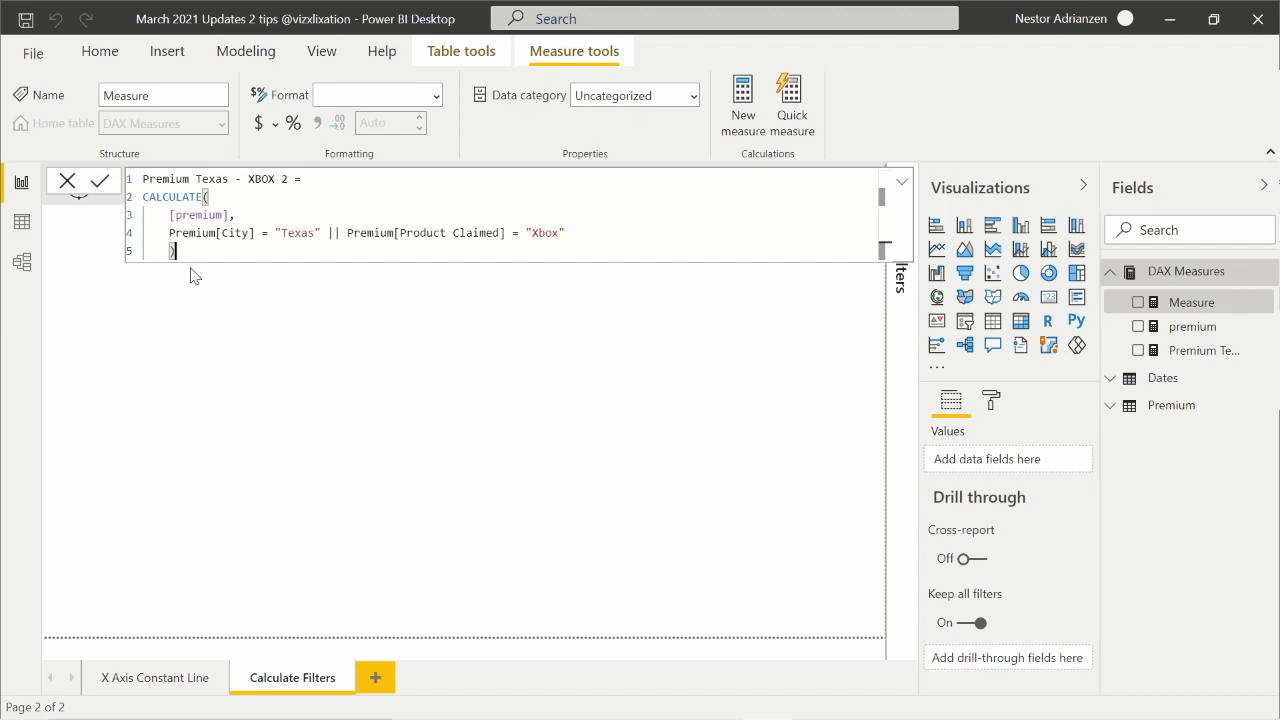 March 2021 Updates 2 tips @vizxlixation - Power BI Desktop
Search
Nestor Adrianzen
File
Home
Insert
Modeling
View
Help
Table tools
Measure tools
Name
Measure
Home table
DAX Measures
Structure
Format
$ % 9 .00
Auto
Formatting
Data category
Uncategorized
Properties
New measure
Quick measure
Calculations
1 Premium Texas - XBOX 2 =
2 CALCULATE(
3 [premium],
4 Premium[City] = "Texas" || Premium[Product Claimed] = "Xbox"
5 )
lters
Visualizations
R
Py
...
Values
Add data fields here
Drill through
Cross-report
Off
Keep all filters
On
Add drill-through fields here
Fields
Search
DAX Measures
Measure
premium
Premium Te...
Dates
Premium
X Axis Constant Line
Calculate Filters
+
Page 2 of 2